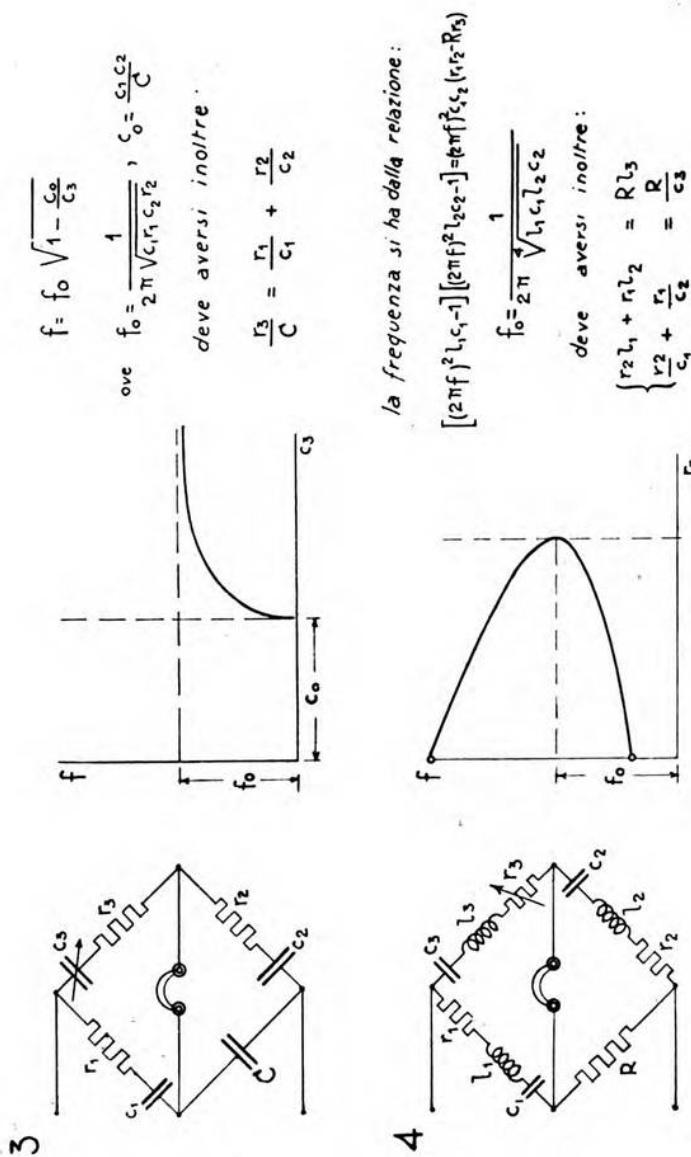 3
c₁
r₁
c₃
r₃
C
c₂
r₂
f
f₀
c₀
c₃
f = f₀ √(1 - c₀/c₃)
ove f₀ = 1/(2π√(c₁r₁c₂r₂)) , c₀ = c₁c₂/C
deve aversi inoltre
r₃/C = r₁/c₁ + r₂/c₂
4
c₁
l₁
r₁
c₃
l₃
r₃
R
r₂
l₂
c₂
f
f₀
la frequenza si ha dalla relazione :
[(2πf)²l₁c₁-1][(2πf)²l₂c₂-1]=(2πf)²c₁c₂(r₁r₂-Rr₃)
f₀ = 1/(2π ⁴√(l₁c₁l₂c₂))
deve aversi inoltre :
{ r₂l₁ + r₁l₂ = Rl₃
r₂/c₁ + r₁/c₂ = R/c₃